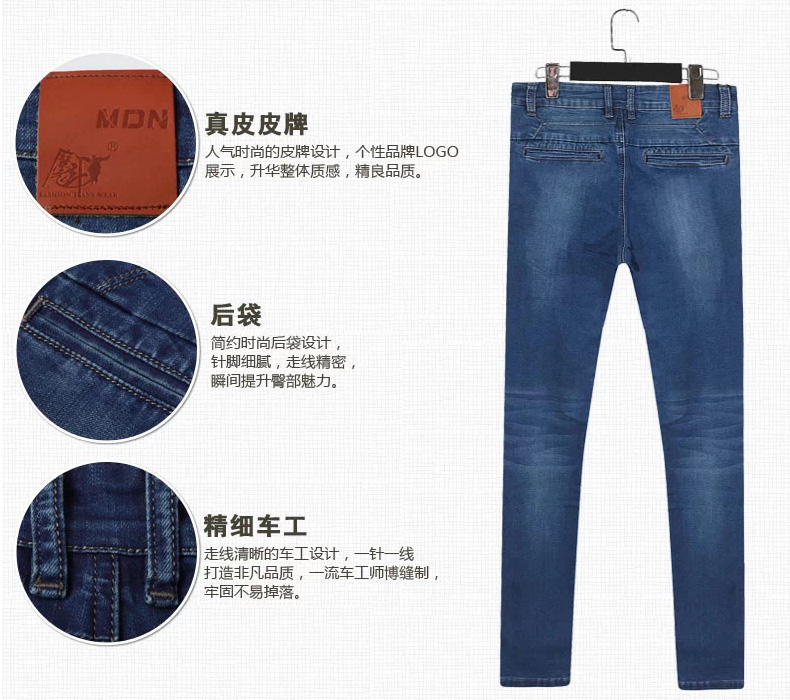 MDN
®
FASHION JEANS WEAR
真皮皮牌
人气时尚的皮牌设计，个性品牌LOGO
展示，升华整体质感，精良品质。
后袋
简约时尚后袋设计，
针脚细腻，走线精密，
瞬间提升臀部魅力。
精细车工
走线清晰的车工设计，一针一线
打造非凡品质，一流车工师博缝制，
牢固不易掉落。